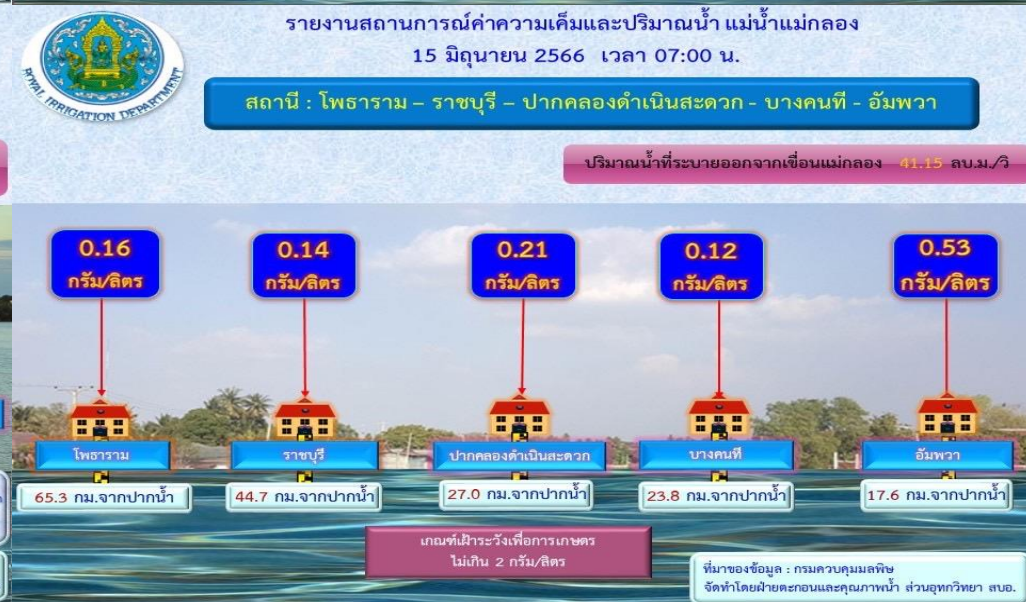 รายงานสถานการณ์ค่าความเค็มและปริมาณน้ำ แม่น้ำแม่กลอง
15 มิถุนายน 2566 เวลา 07:00 น.
ROYAL IRRIGATION DEPARTMENT
สถานี : โพธาราม – ราชบุรี – ปากคลองดำเนินสะดวก - บางคนที - อัมพวา
ปริมาณน้ำที่ระบายออกจากเขื่อนแม่กลอง 41.15 ลบ.ม./วิ
0.16 กรัม/ลิตร
0.14 กรัม/ลิตร
0.21 กรัม/ลิตร
0.12 กรัม/ลิตร
0.53 กรัม/ลิตร
โพธาราม
ราชบุรี
ปากคลองดำเนินสะดวก
บางคนที
อัมพวา
65.3 กม.จากปากน้ำ
44.7 กม.จากปากน้ำ
27.0 กม.จากปากน้ำ
23.8 กม.จากปากน้ำ
17.6 กม.จากปากน้ำ
เกณฑ์เฝ้าระวังเพื่อการเกษตร
ไม่เกิน 2 กรัม/ลิตร
ที่มาของข้อมูล : กรมควบคุมมลพิษ
จัดทำโดยฝ่ายตะกอนและคุณภาพน้ำ ส่วนอุทกวิทยา สบอ.